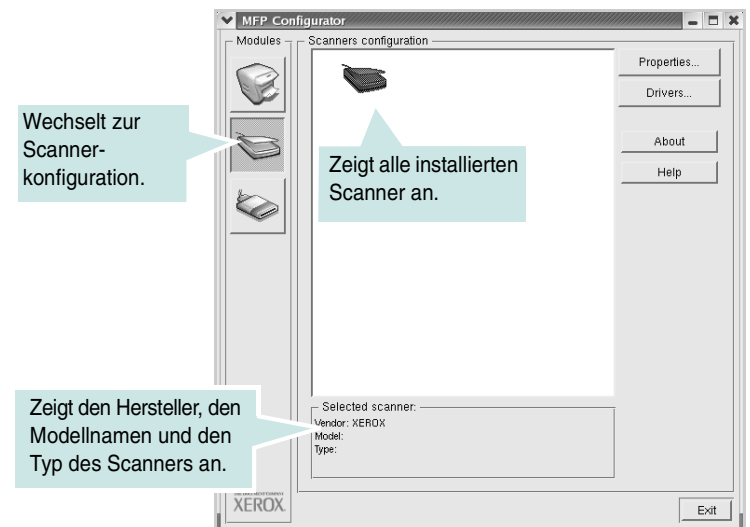 MFP Configurator
Modules
Scanners configuration
Properties...
Drivers...
About
Help
Wechselt zur
Scanner-
konfiguration.
Zeigt alle installierten
Scanner an.
Zeigt den Hersteller, den
Modellnamen und den
Typ des Scanners an.
Selected scanner:
Vendor: XEROX
Model:
Type:
XEROX
Exit